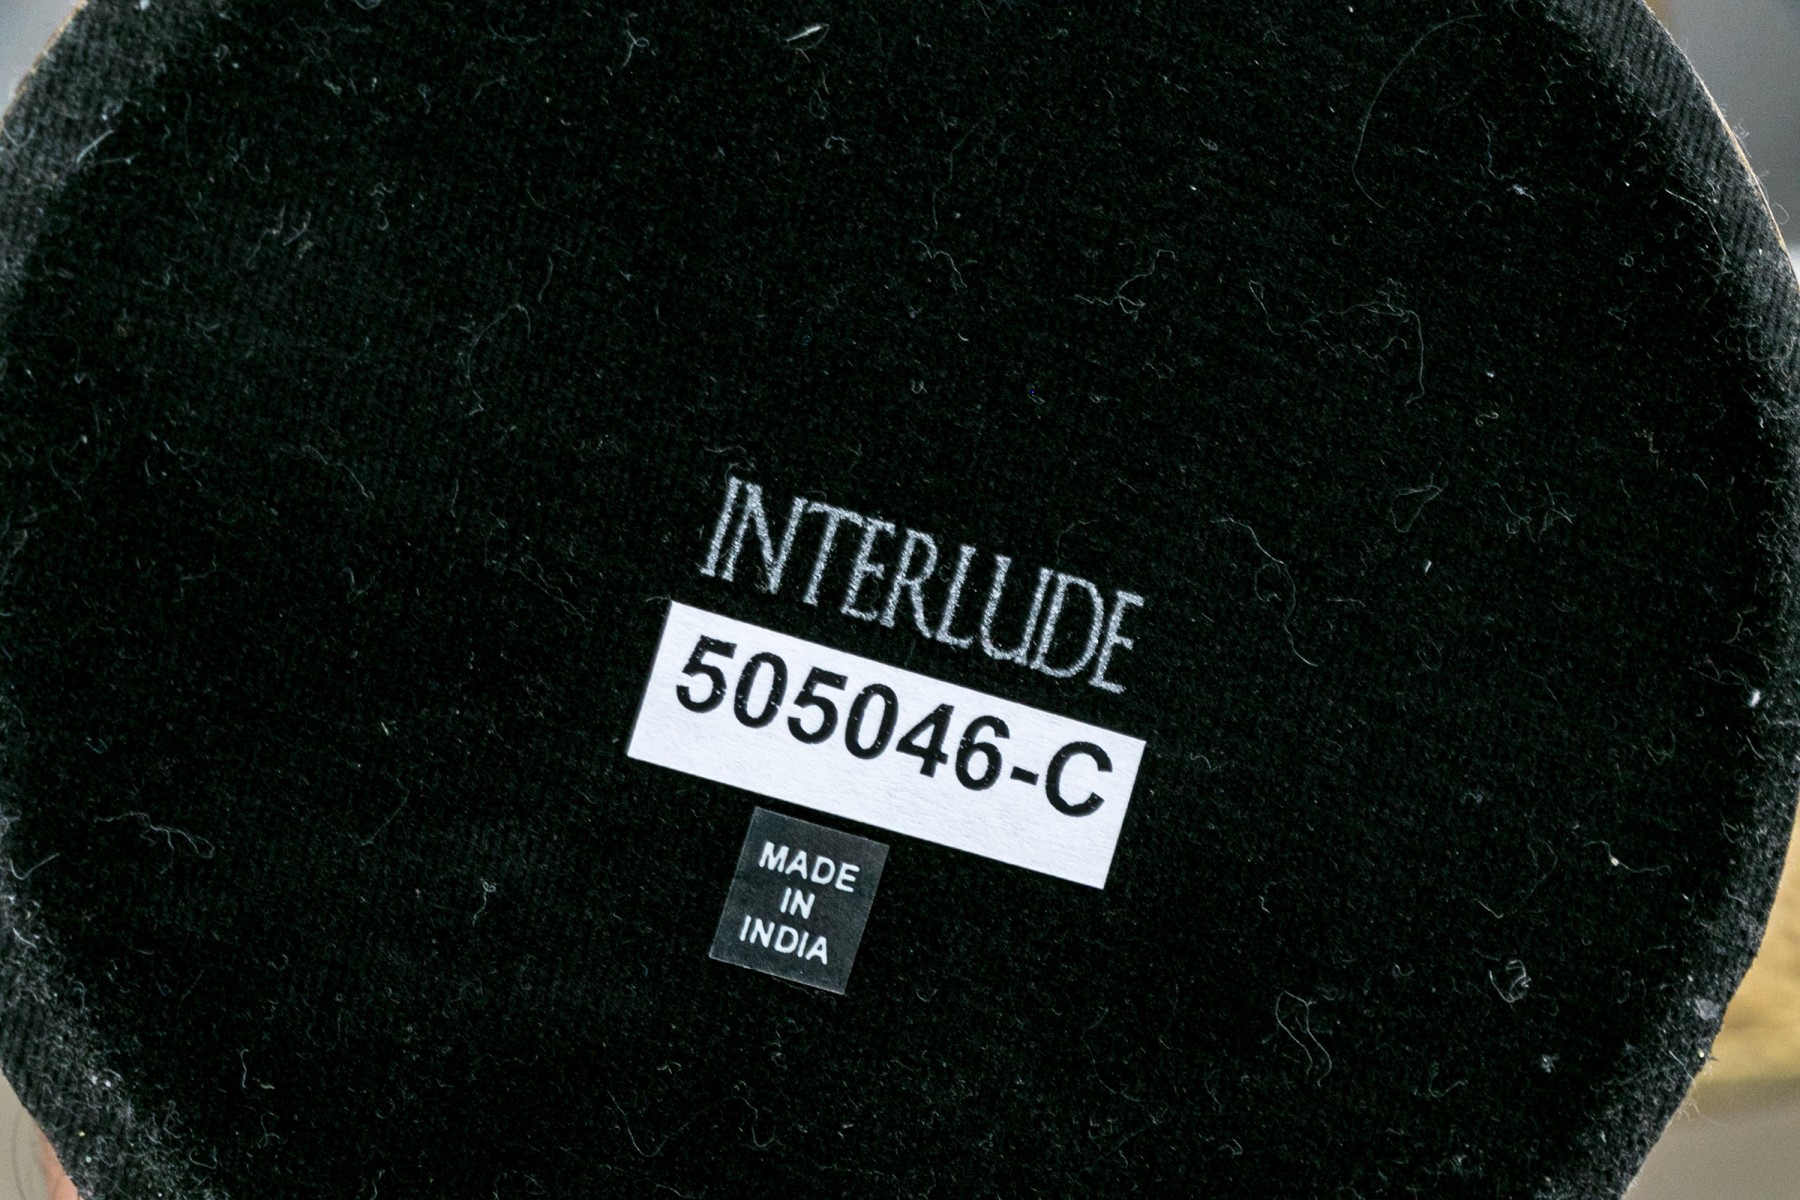 INTERLUDE
505046-C
MADE
IN
INDIA